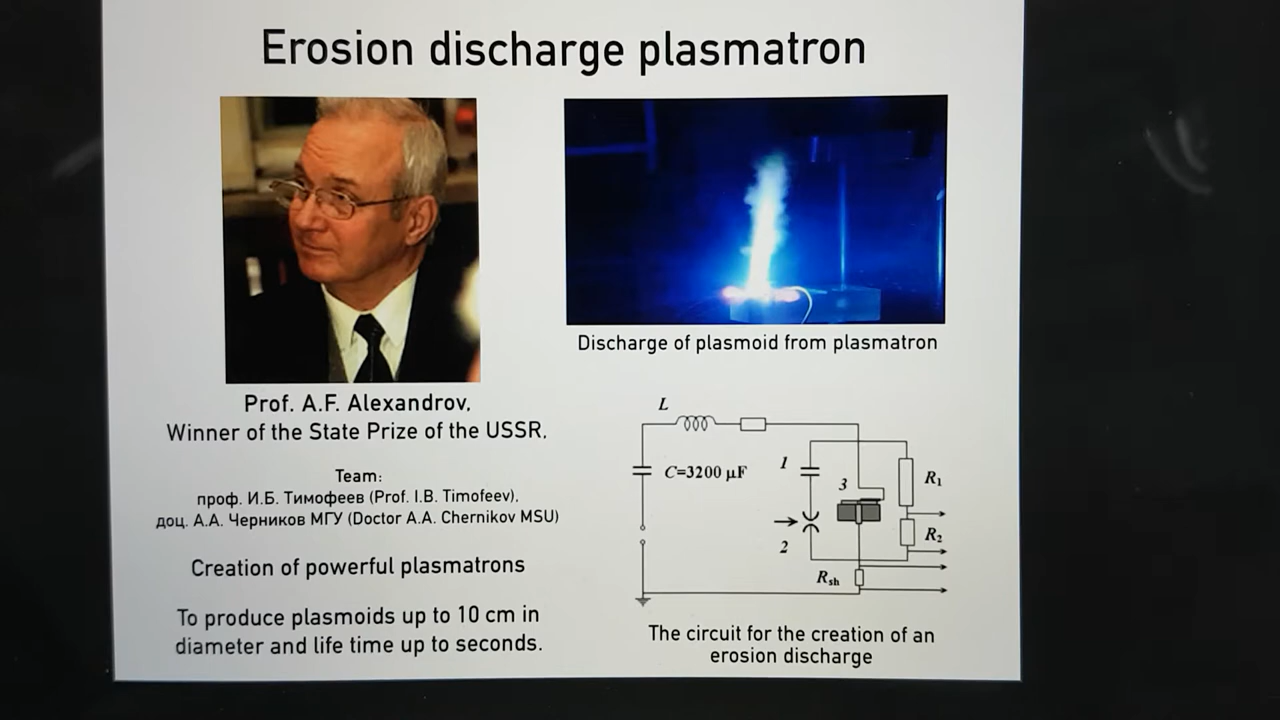 Erosion discharge plasmatron
Prof. A.F. Alexandrov,
Winner of the State Prize of the USSR,
Team:
проф. И.Б. Тимофеев (Prof. I.B. Timofeev),
доц. А.А. Черников МГУ (Doctor A.A. Chernikov MSU)
Creation of powerful plasmatrons
To produce plasmoids up to 10 cm in
diameter and life time up to seconds.
Discharge of plasmoid from plasmatron
L
C=3200 µF
1
2
3
R₁
R₂
Rsh
The circuit for the creation of an
erosion discharge